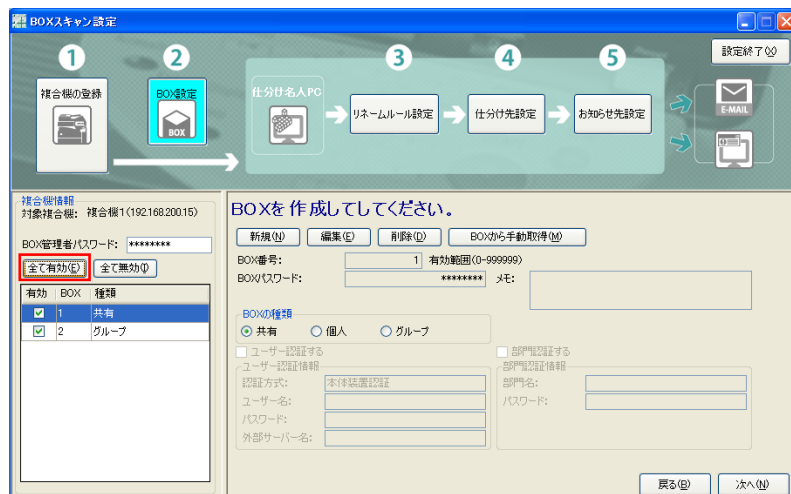 BOXスキャン設定
設定終了(X)
1
2
3
4
5
複合機の登録
BOX設定
BOX
仕分け名人PC
リネームルール設定
仕分け先設定
お知らせ先設定
E-MAIL
複合機情報
対象複合機: 複合機1(192.168.200.15)
BOX管理者パスワード: ********
全て有効(E) 全て無効(I)
有効 BOX 種類
1 共有
2 グループ
BOXを作成してしてください。
新規(N) 編集(E) 削除(D) BOXから手動取得(M)
BOX番号: 1 有効範囲(0-999999)
BOXパスワード: ******** メモ:
BOXの種類
共有 個人 グループ
ユーザー認証する 部門認証する
ユーザー認証情報 部門認証情報
認証方式: 本体装置認証 部門名:
ユーザー名: パスワード:
パスワード:
外部サーバー名:
戻る(B) 次へ(N)